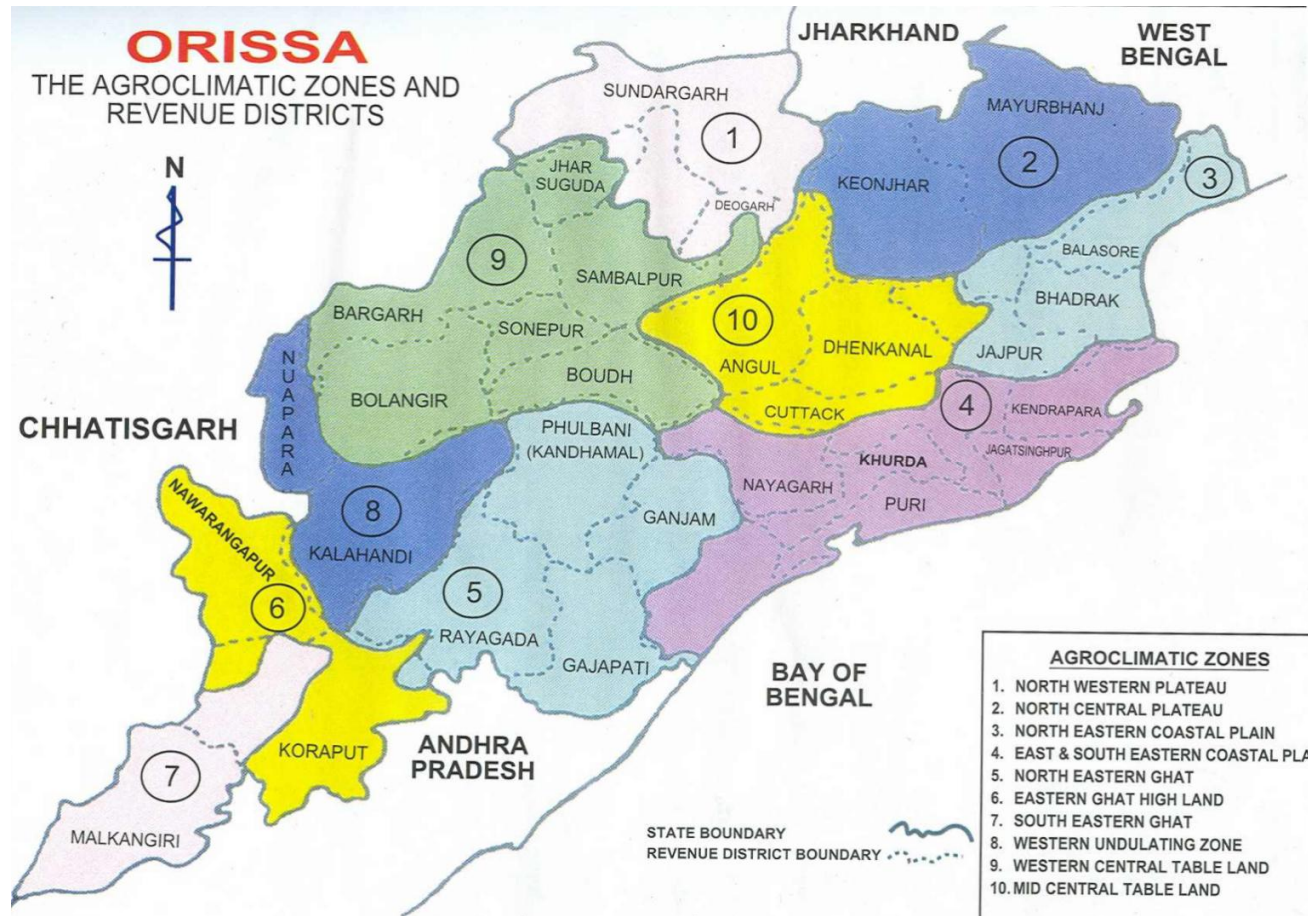 ORISSA
THE AGROCLIMATIC ZONES AND
REVENUE DISTRICTS
N
JHARKHAND
WEST
BENGAL
SUNDARGARH
1
MAYURBHANJ
2
3
JHAR
SUGUDA
KEONJHAR
DEOGARH
9
SAMBALPUR
BALASORE
BHADRAK
BARGARH
SONEPUR
10
ANGUL
DHENKANAL
JAJPUR
NUAPARA
BOLANGIR
BOUDH
CUTTACK
4
KENDRAPARA
CHHATISGARH
PHULBANI
(KANDHAMAL)
KHURDA
JAGATSINGHPUR
NAYAGARH
PURI
NAWARANGAPUR
8
KALAHANDI
GANJAM
6
5
RAYAGADA
GAJAPATI
BAY OF
BENGAL
KORAPUT
ANDHRA
PRADESH
7
MALKANGIRI
STATE BOUNDARY
REVENUE DISTRICT BOUNDARY
AGROCLIMATIC ZONES
1. NORTH WESTERN PLATEAU
2. NORTH CENTRAL PLATEAU
3. NORTH EASTERN COASTAL PLAIN
4. EAST & SOUTH EASTERN COASTAL PLA
5. NORTH EASTERN GHAT
6. EASTERN GHAT HIGH LAND
7. SOUTH EASTERN GHAT
8. WESTERN UNDULATING ZONE
9. WESTERN CENTRAL TABLE LAND
10. MID CENTRAL TABLE LAND